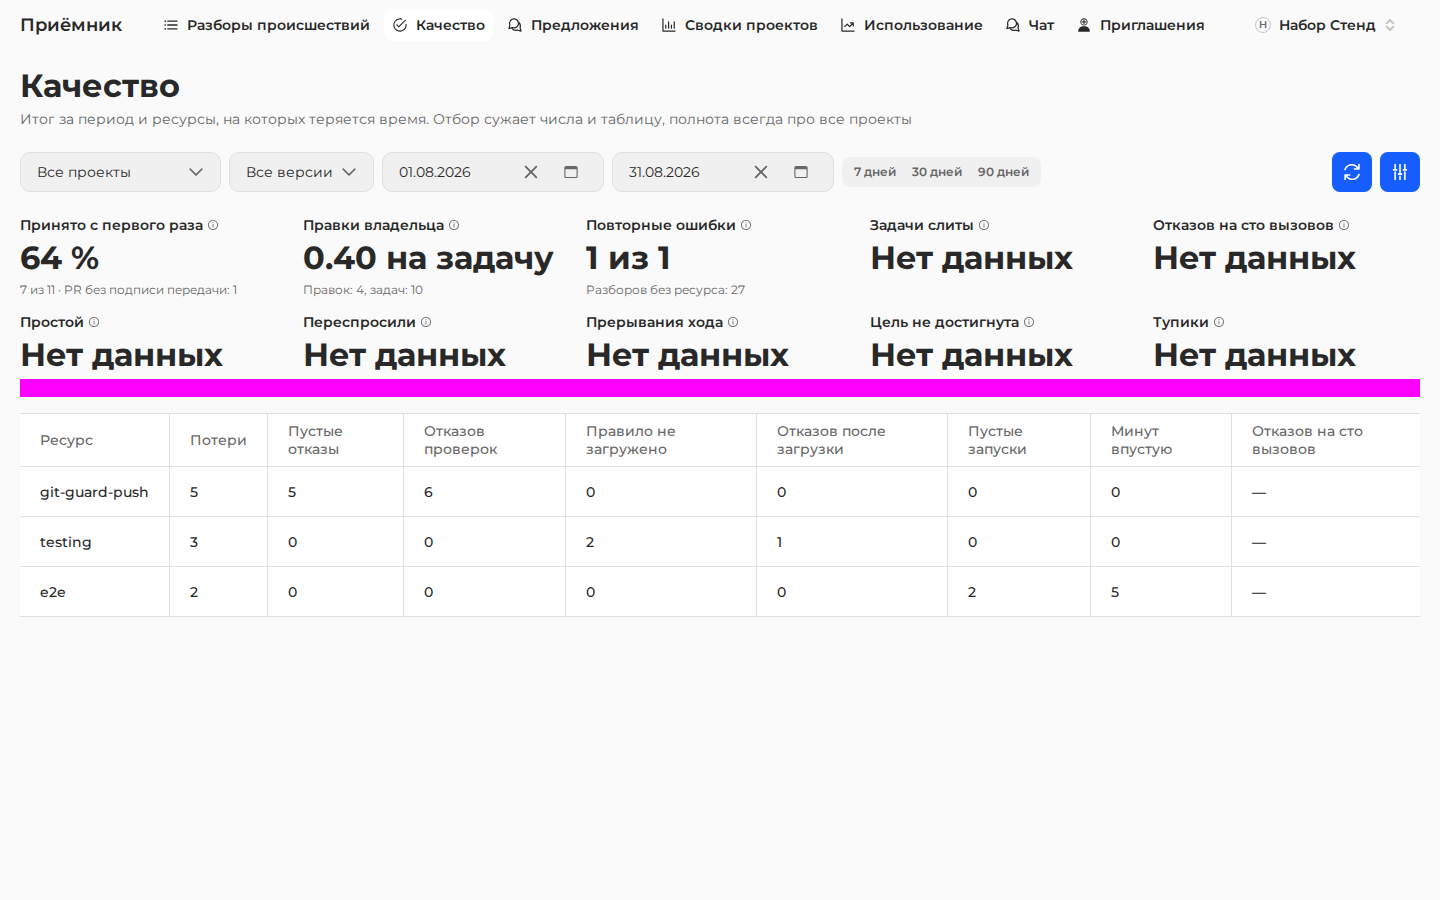 Приёмник
Разборы происшествий
Качество
Предложения
Сводки проектов
Использование
Чат
Приглашения
Н
Набор Стенд
Качество
Итог за период и ресурсы, на которых теряется время. Отбор сужает числа и таблицу, полнота всегда про все проекты
Все проекты
Все версии
01.08.2026
31.08.2026
7 дней
30 дней
90 дней
Принято с первого раза
Правки владельца
Повторные ошибки
Задачи слиты
Отказов на сто вызовов
64 %
0.40 на задачу
1 из 1
Нет данных
Нет данных
7 из 11 · PR без подписи передачи: 1
Правок: 4, задач: 10
Разборов без ресурса: 27
Простой
Переспросили
Прерывания хода
Цель не достигнута
Тупики
Нет данных
Нет данных
Нет данных
Нет данных
Нет данных
Ресурс
Потери
Пустые
отказы
Отказов
проверок
Правило не
загружено
Отказов после
загрузки
Пустые
запуски
Минут
впустую
Отказов на сто
вызовов
git-guard-push 5 5 6 0 0 0 0 —
testing 3 0 0 2 1 0 0 —
e2e 2 0 0 0 0 2 5 —